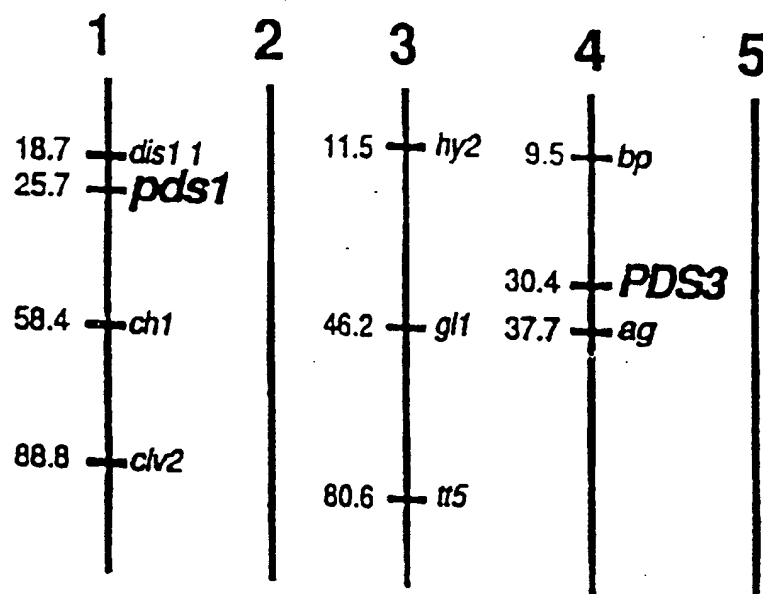 1 2 3 4 5
18.7 dis1 1 11.5 hy2 9.5 bp
25.7 pds1
30.4 PDS3
58.4 ch1 46.2 gl1 37.7 ag
88.8 clv2
80.6 tt5